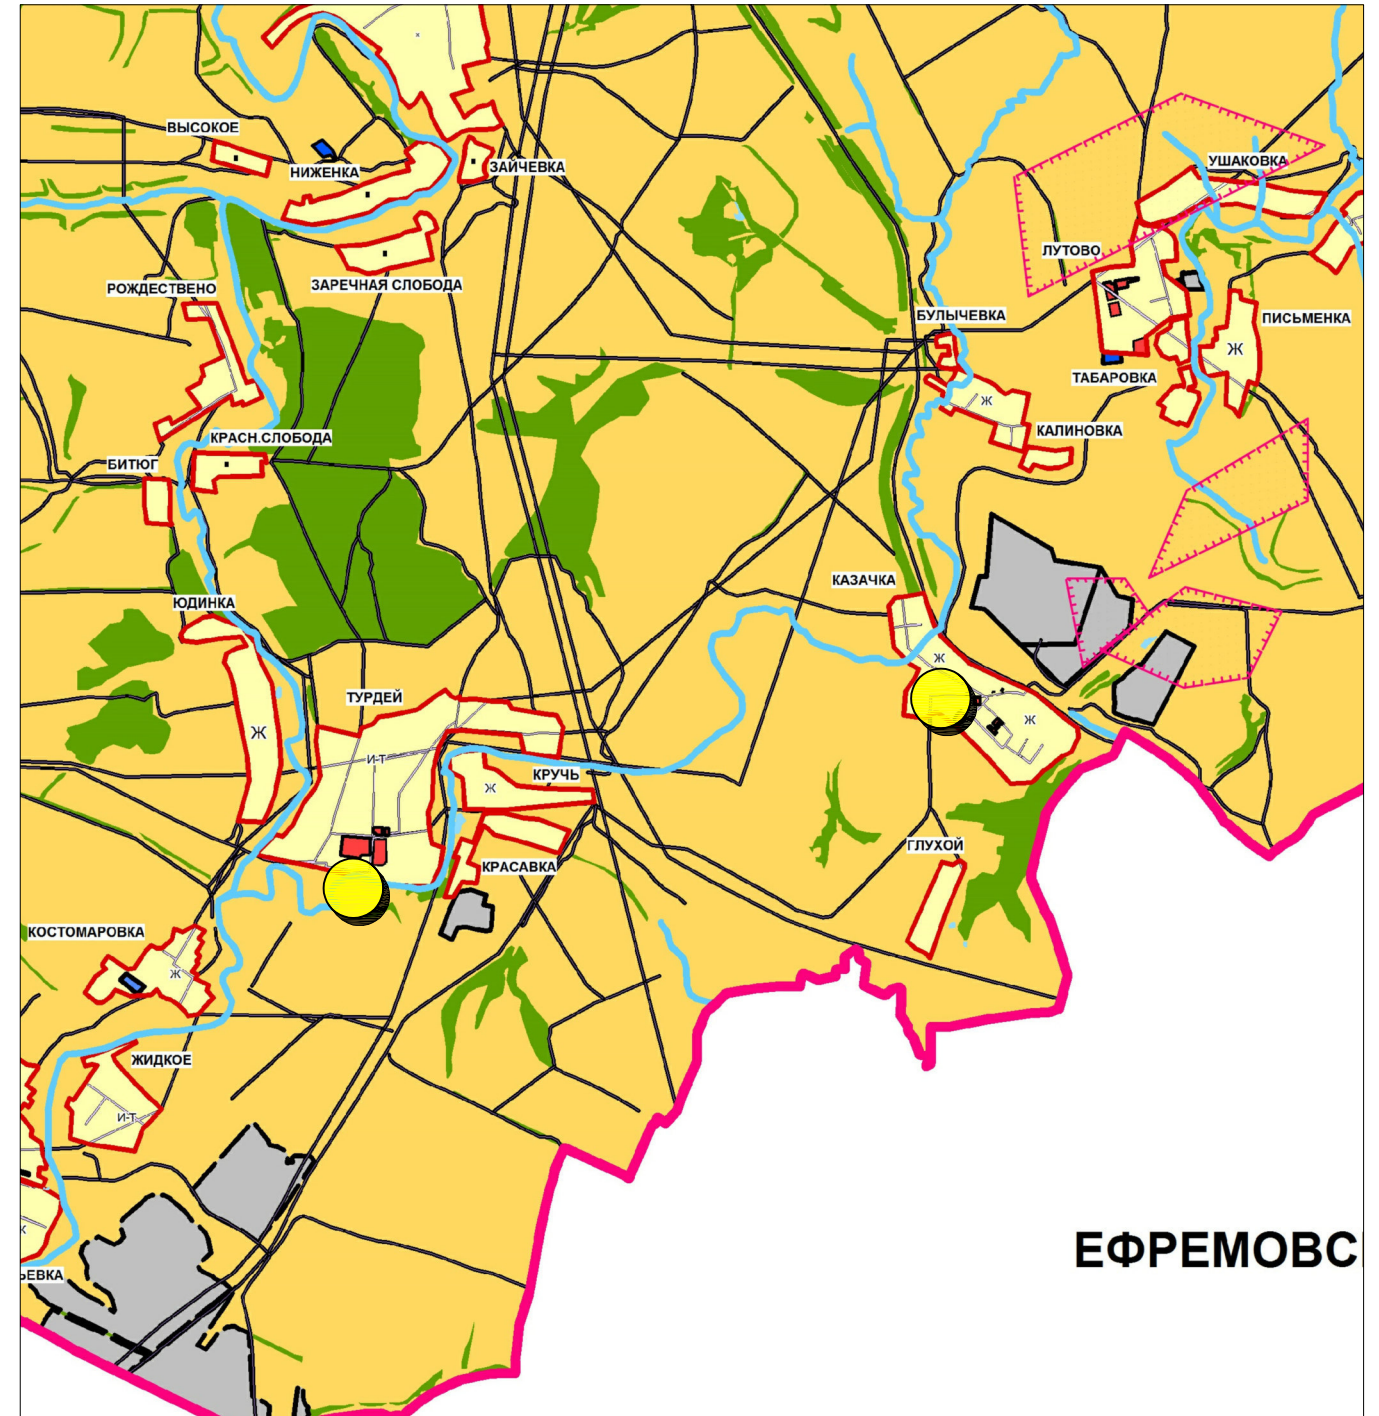 х
ВЫСОКОЕ
НИЖЕНКА
ЗАЙЧЕВКА
УШАКОВКА
ЛУТОВО
ЗАРЕЧНАЯ СЛОБОДА
РОЖДЕСТВЕНО
БУЛЫЧЕВКА
ПИСЬМЕНКА
Ж
ТАБАРОВКА
Ж
КАЛИНОВКА
КРАСН.СЛОБОДА
БИТЮГ
КАЗАЧКА
ЮДИНКА
Ж
ТУРДЕЙ
Ж
Ж
И-Т
КРУЧЬ
Ж
ГЛУХОЙ
КРАСАВКА
КОСТОМАРОВКА
Ж
ЖИДКОЕ
И-Т
Ж
ЕФРЕМОВС
ЬЕВКА